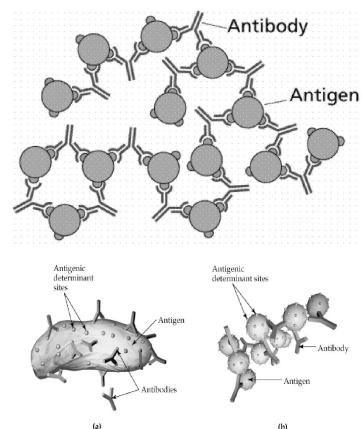 Antibody
Antigen
Antigenic
determinant
sites
Antigen
Antibodies
(a)
Antigenic
determinant sites
Antibody
Antigen
(b)